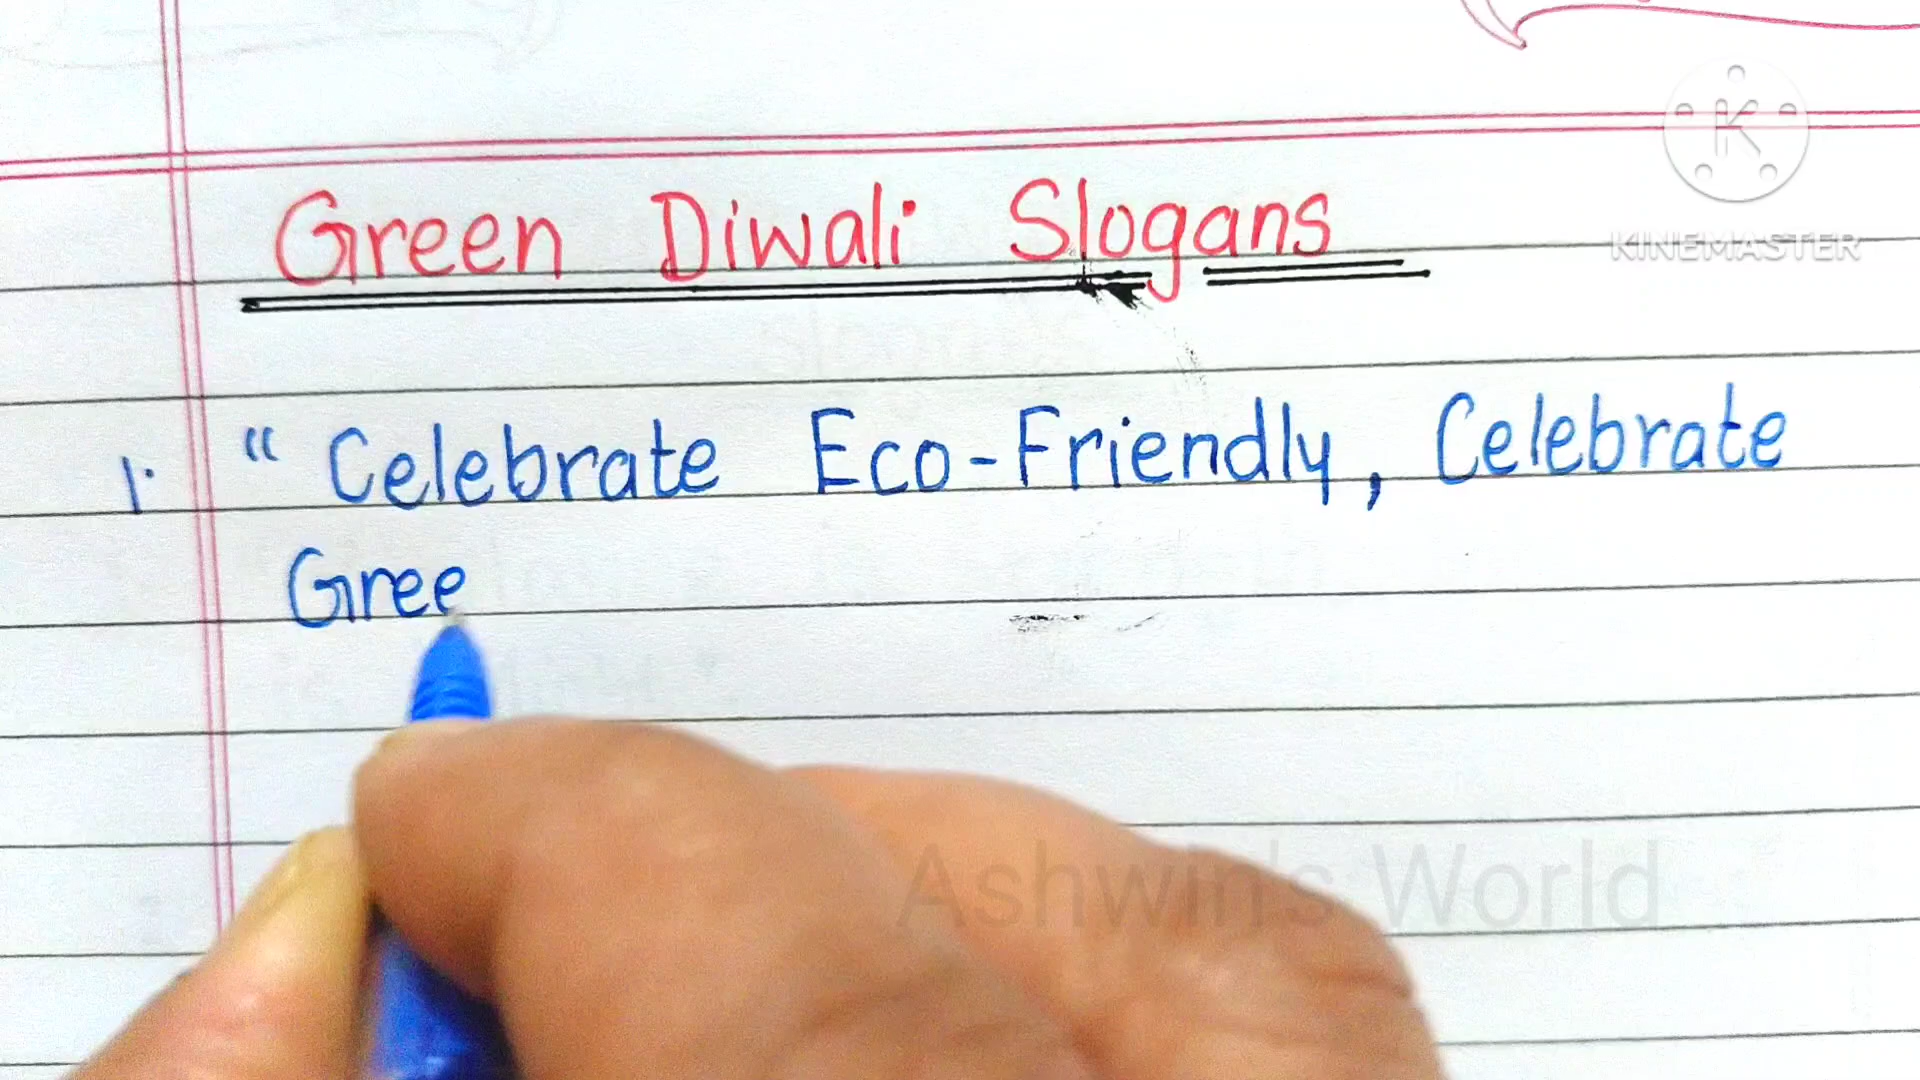 KINEMASTER
Green Diwali Slogans
1. “Celebrate Eco-Friendly, Celebrate
Gree
Ashwin's World